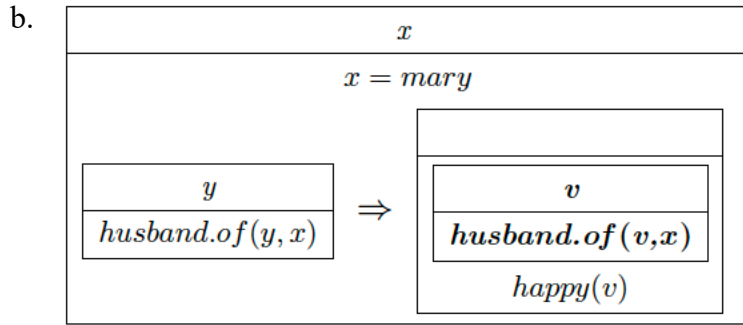 b.
x
x = mary
y
husband.of(y, x)
⇒
v
husband.of(v,x)
happy(v)